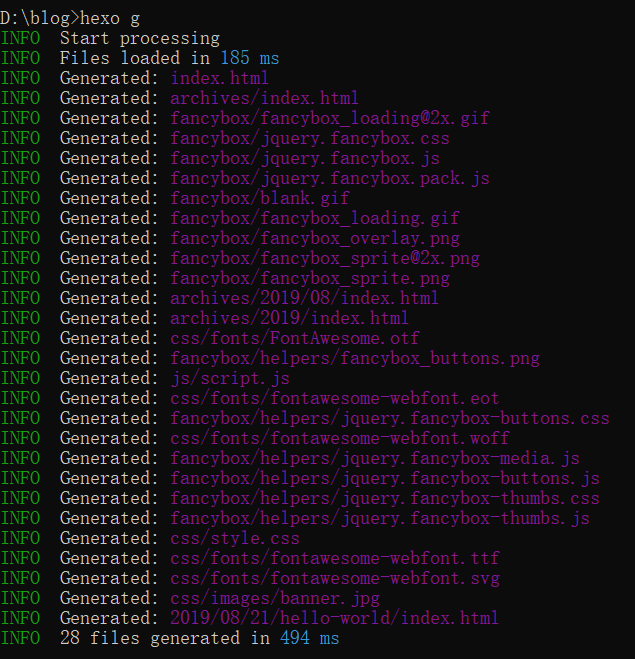 D:\blog>hexo g
INFO  Start processing
INFO  Files loaded in 185 ms
INFO  Generated: index.html
INFO  Generated: archives/index.html
INFO  Generated: fancybox/fancybox_loading@2x.gif
INFO  Generated: fancybox/jquery.fancybox.css
INFO  Generated: fancybox/jquery.fancybox.js
INFO  Generated: fancybox/jquery.fancybox.pack.js
INFO  Generated: fancybox/blank.gif
INFO  Generated: fancybox/fancybox_loading.gif
INFO  Generated: fancybox/fancybox_overlay.png
INFO  Generated: fancybox/fancybox_sprite@2x.png
INFO  Generated: fancybox/fancybox_sprite.png
INFO  Generated: archives/2019/08/index.html
INFO  Generated: archives/2019/index.html
INFO  Generated: css/fonts/FontAwesome.otf
INFO  Generated: fancybox/helpers/fancybox_buttons.png
INFO  Generated: js/script.js
INFO  Generated: css/fonts/fontawesome-webfont.eot
INFO  Generated: fancybox/helpers/jquery.fancybox-buttons.css
INFO  Generated: css/fonts/fontawesome-webfont.woff
INFO  Generated: fancybox/helpers/jquery.fancybox-media.js
INFO  Generated: fancybox/helpers/jquery.fancybox-buttons.js
INFO  Generated: fancybox/helpers/jquery.fancybox-thumbs.css
INFO  Generated: fancybox/helpers/jquery.fancybox-thumbs.js
INFO  Generated: css/style.css
INFO  Generated: css/fonts/fontawesome-webfont.ttf
INFO  Generated: css/fonts/fontawesome-webfont.svg
INFO  Generated: css/images/banner.jpg
INFO  Generated: 2019/08/21/hello-world/index.html
INFO  28 files generated in 494 ms